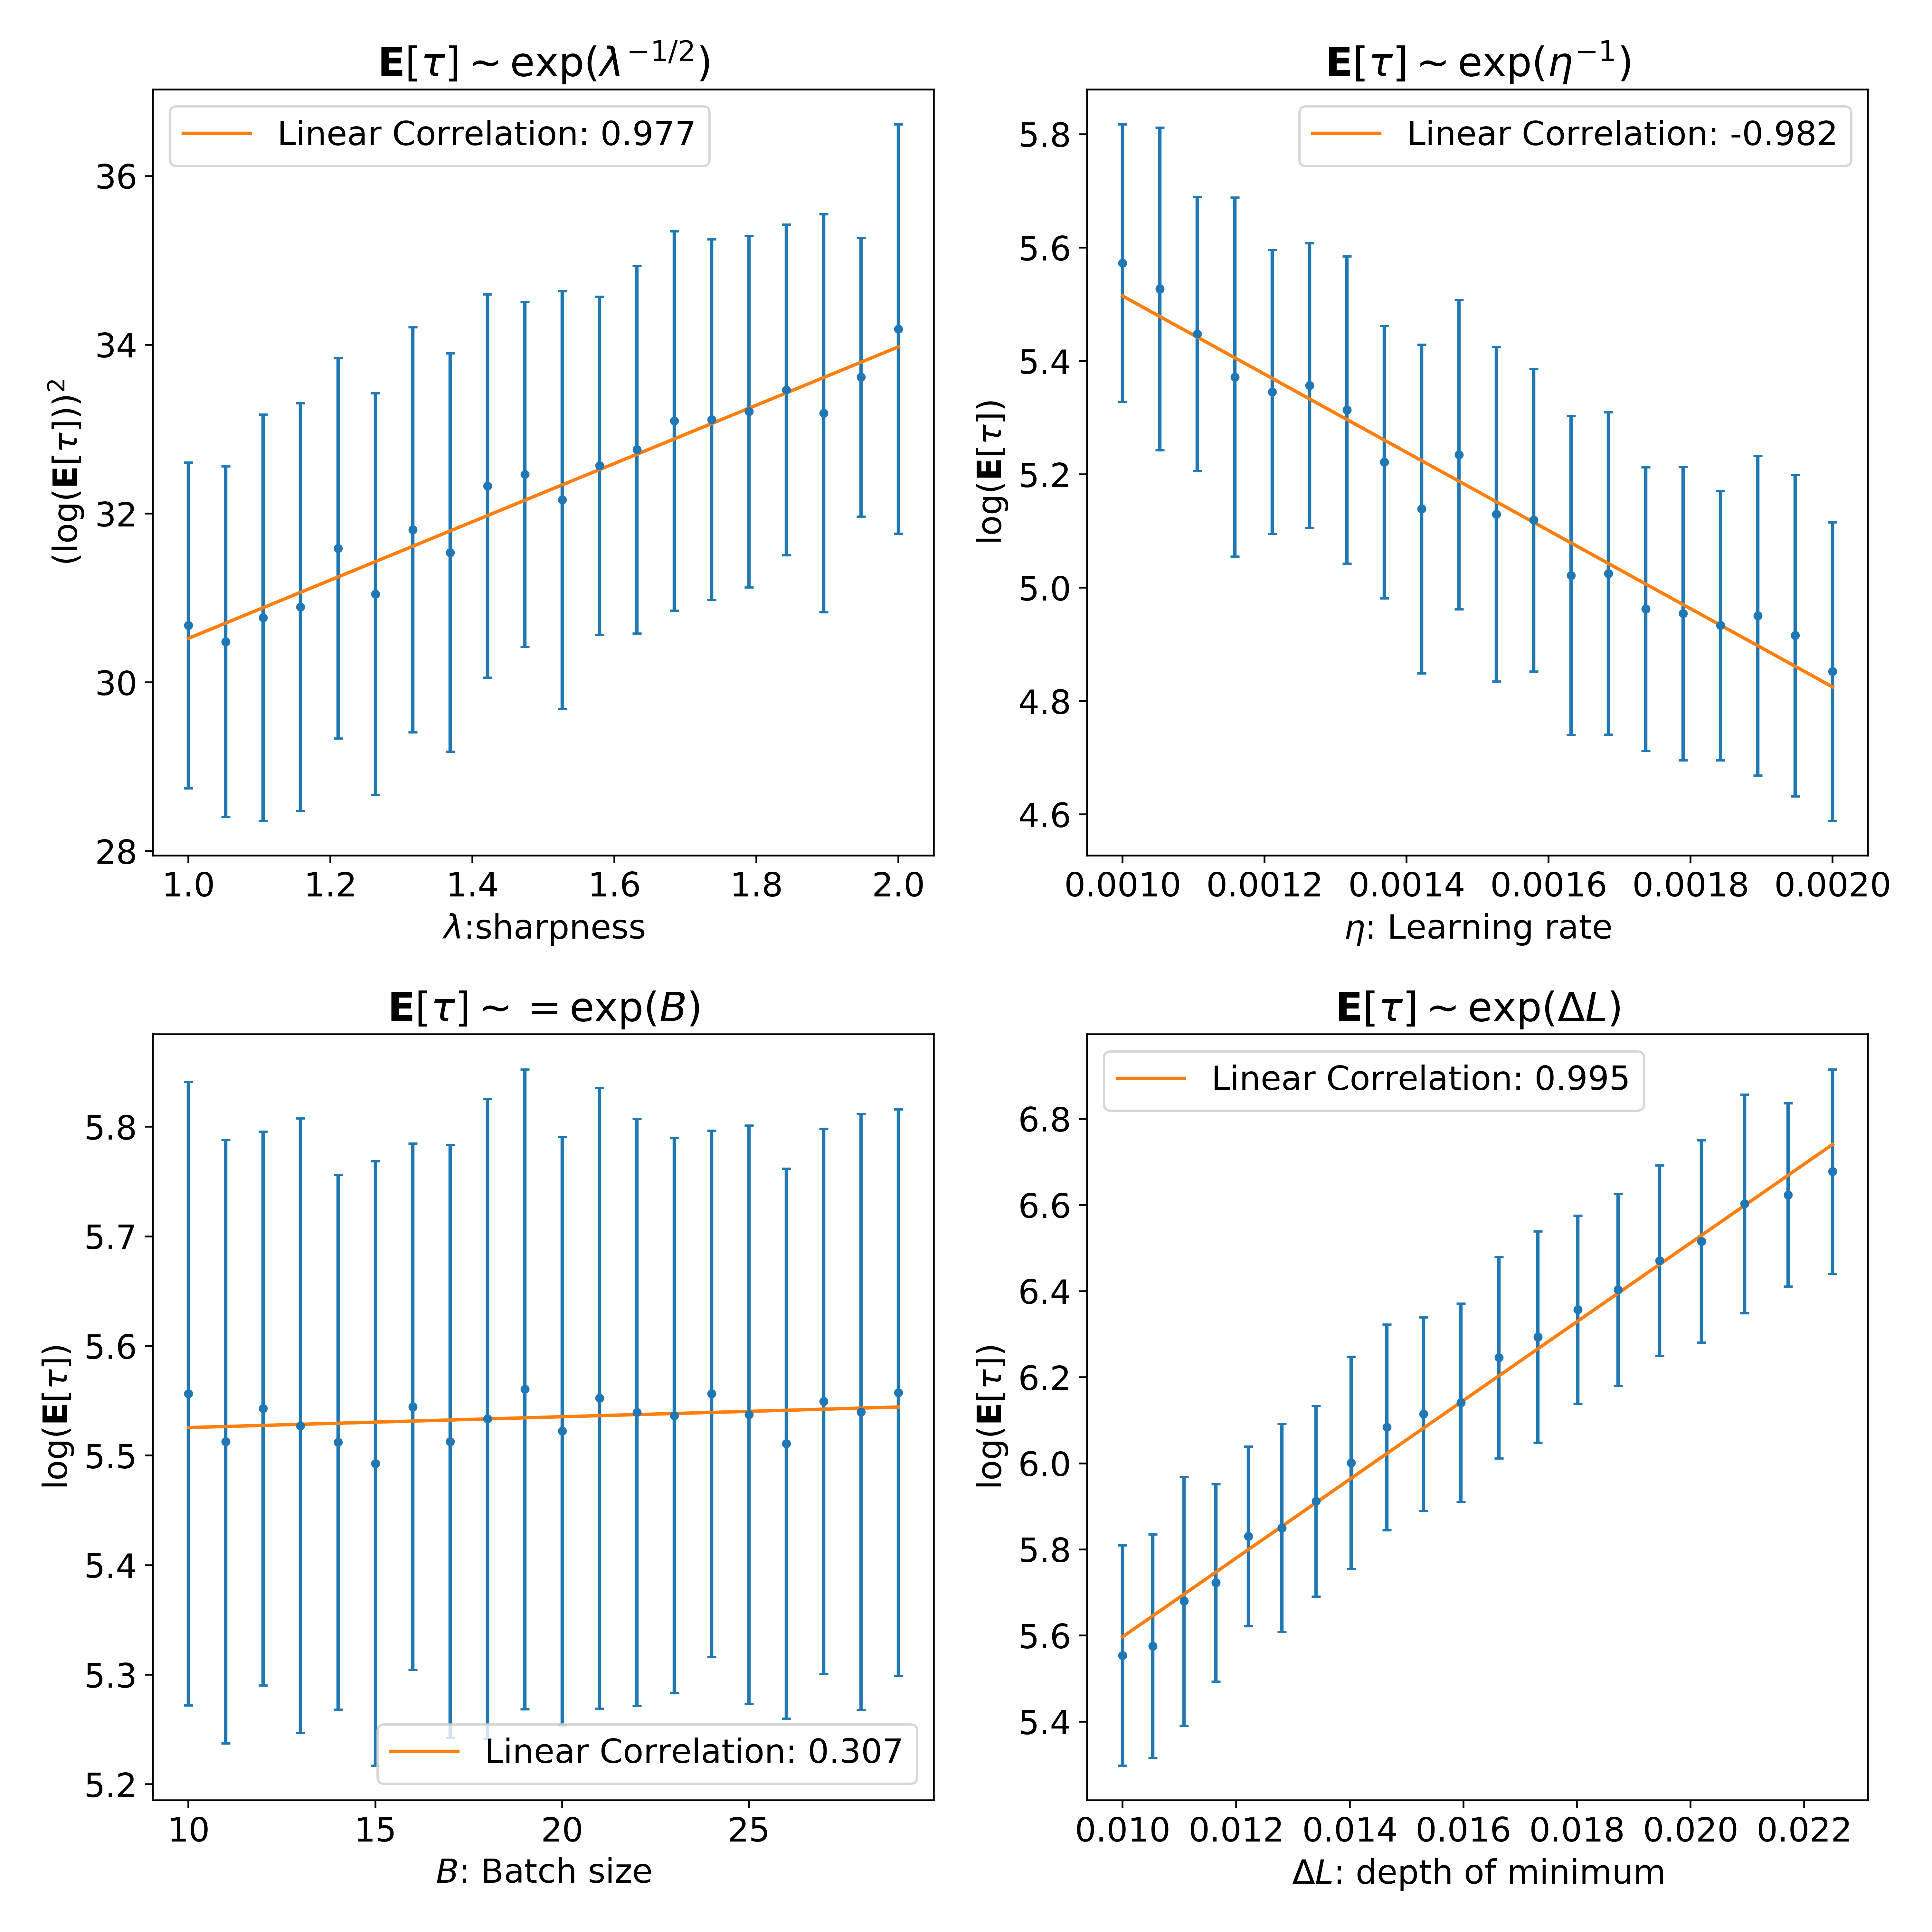 E[τ] ~ exp(λ^{-1/2})
Linear Correlation: 0.977
36
34
32
30
28
(log(E[τ]))²
1.0 1.2 1.4 1.6 1.8 2.0
λ:sharpness
E[τ] ~ exp(η^{-1})
Linear Correlation: -0.982
5.8
5.6
5.4
5.2
5.0
4.8
4.6
log(E[τ])
0.0010 0.0012 0.0014 0.0016 0.0018 0.0020
η: Learning rate
E[τ] ~ = exp(B)
5.8
5.7
5.6
5.5
5.4
5.3
5.2
log(E[τ])
Linear Correlation: 0.307
10 15 20 25
B: Batch size
E[τ] ~ exp(ΔL)
Linear Correlation: 0.995
6.8
6.6
6.4
6.2
6.0
5.8
5.6
5.4
log(E[τ])
0.010 0.012 0.014 0.016 0.018 0.020 0.022
ΔL: depth of minimum